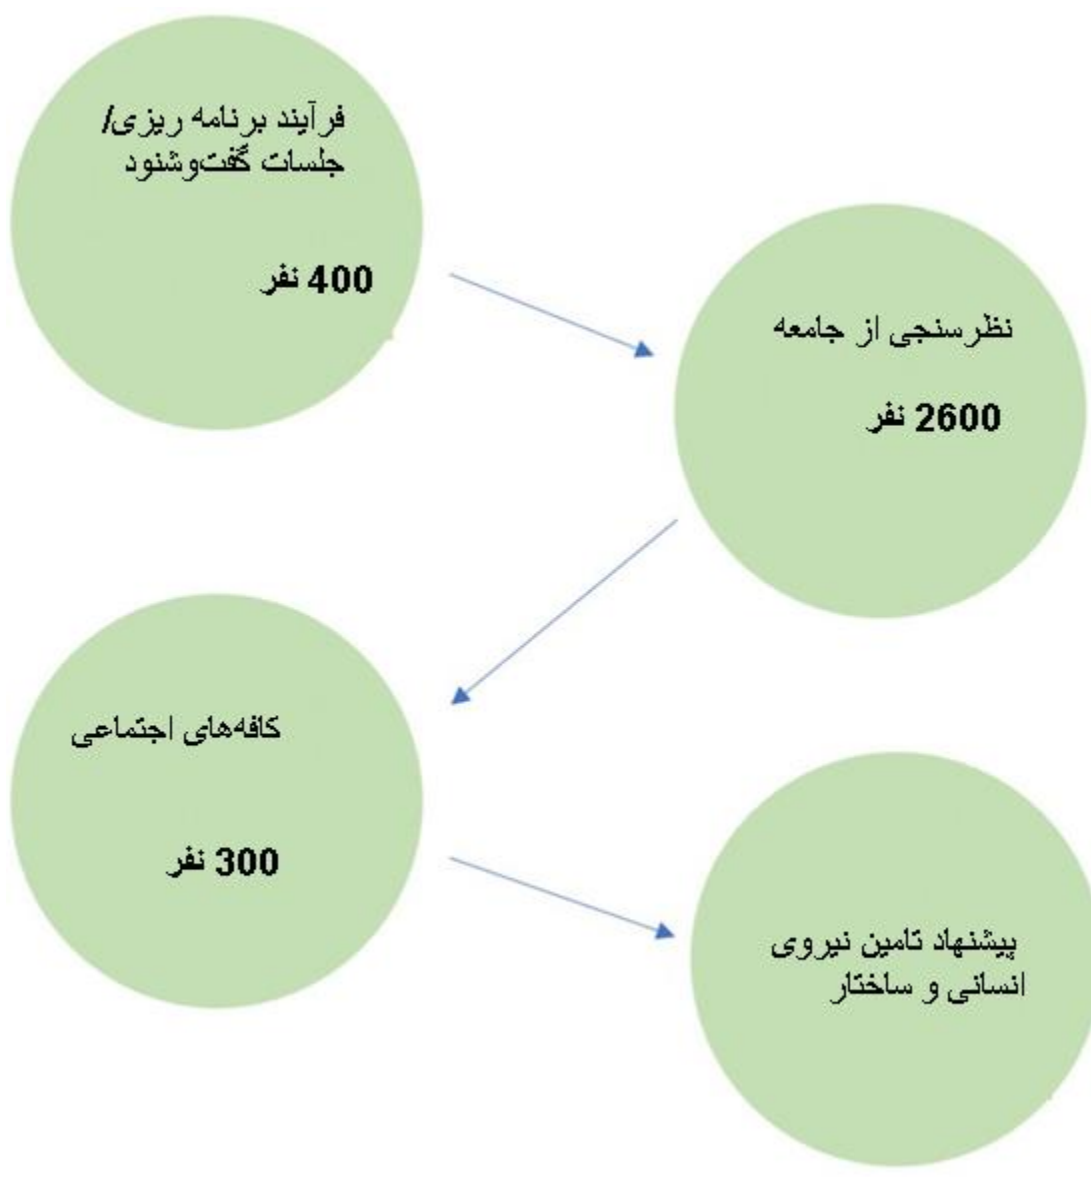 فرآیند برنامه ریزی/
جلسات گفت‌وشنود
400 نفر
نظرسنجی از جامعه
2600 نفر
کافه‌های اجتماعی
300 نفر
پیشنهاد تامین نیروی
انسانی و ساختار